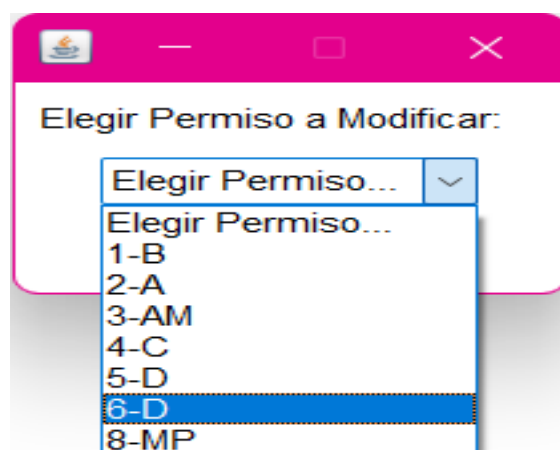 Elegir Permiso a Modificar:
Elegir Permiso...
Elegir Permiso...
1-B
2-A
3-AM
4-C
5-D
6-D
8-MP